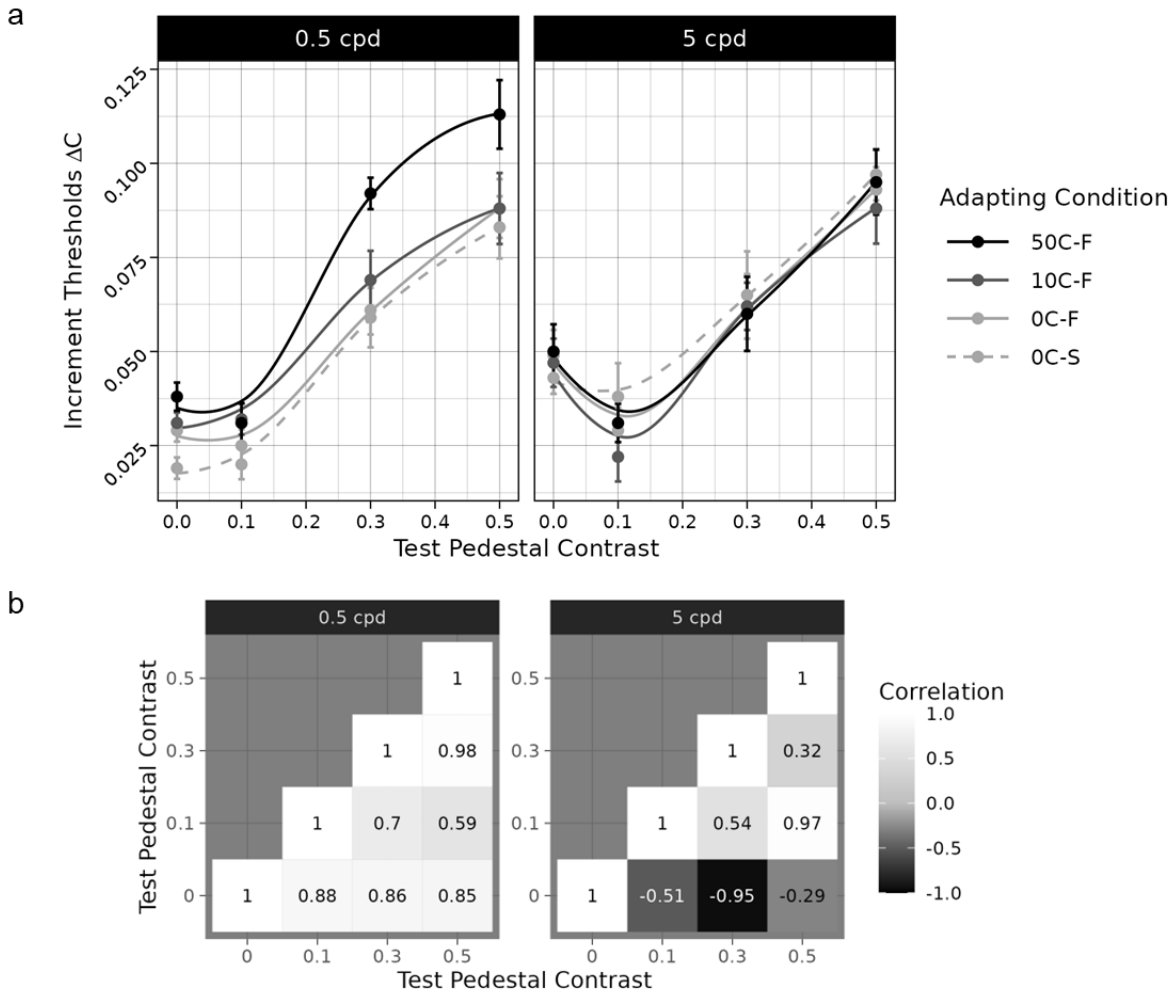 a
0.5 cpd
5 cpd
Increment Thresholds ΔC
0.125
0.100
0.075
0.050
0.025
0.0 0.1 0.2 0.3 0.4 0.5
0.0 0.1 0.2 0.3 0.4 0.5
Test Pedestal Contrast
Adapting Condition
50C-F
10C-F
0C-F
0C-S
b
0.5 cpd
5 cpd
Test Pedestal Contrast
0.5
0.3
0.1
0
1
1 0.98
1 0.7 0.59
1 0.88 0.86 0.85
0 0.1 0.3 0.5
0.5
0.3
0.1
0
1
1 0.32
1 0.54 0.97
1 -0.51 -0.95 -0.29
0 0.1 0.3 0.5
Test Pedestal Contrast
Correlation
1.0
0.5
0.0
-0.5
-1.0